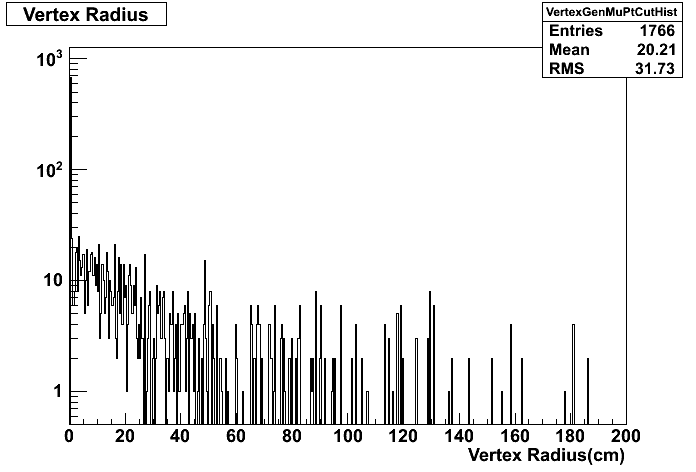 Vertex Radius
VertexGenMuPtCutHist
Entries 1766
Mean 20.21
RMS 31.73
10³
10²
10
1
0 20 40 60 80 100 120 140 160 180 200
Vertex Radius(cm)